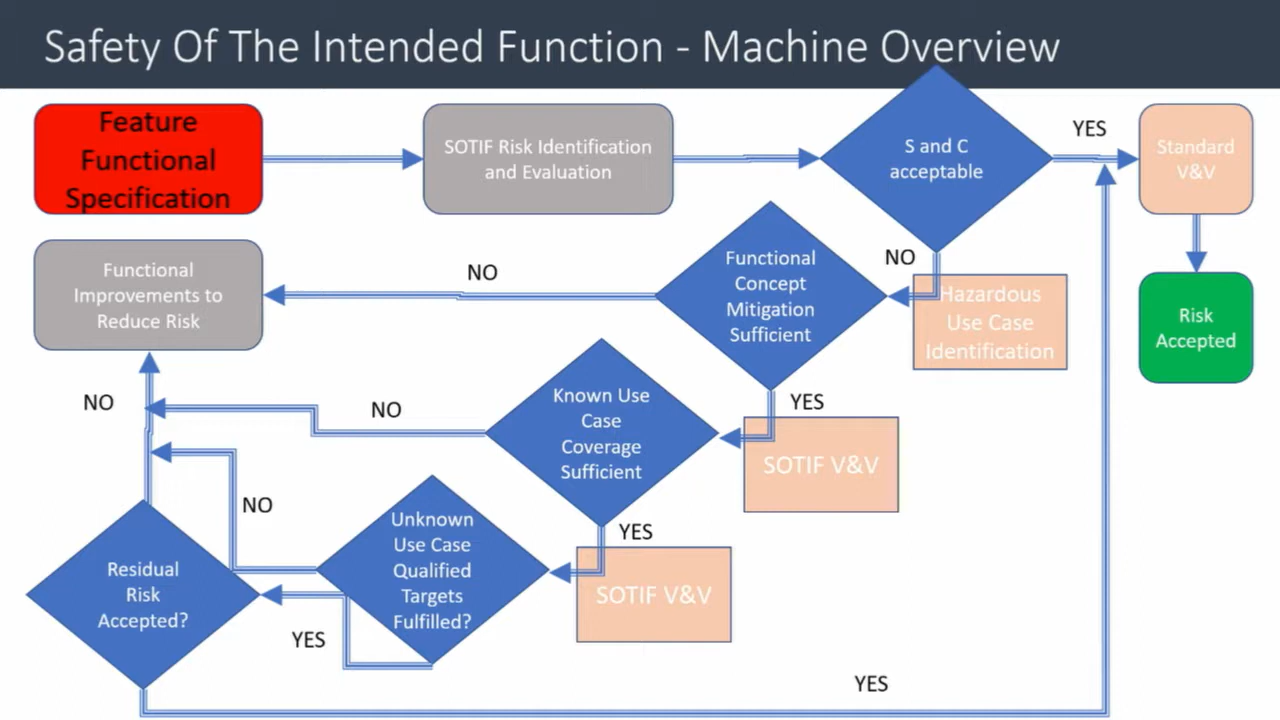 Safety Of The Intended Function - Machine Overview
Feature
Functional
Specification
SOTIF Risk Identification
and Evaluation
S and C
acceptable
YES
Standard
V&V
Functional
Improvements to
Reduce Risk
NO
Functional
Concept
Mitigation
Sufficient
NO
Hazardous
Use Case
Identification
Risk
Accepted
NO
NO
Known Use
Case
Coverage
Sufficient
YES
SOTIF V&V
NO
Unknown
Use Case
Qualified
Targets
Fulfilled?
YES
SOTIF V&V
Residual
Risk
Accepted?
YES
YES